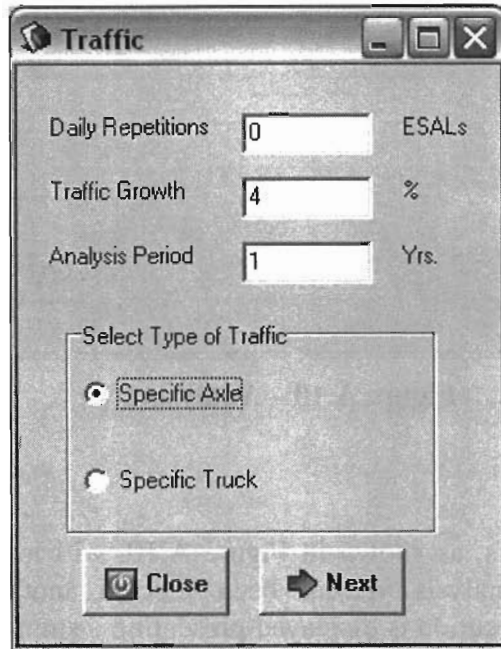 Traffic
Daily Repetitions 0 ESALs
Traffic Growth 4 %
Analysis Period 1 Yrs.
Select Type of Traffic
Specific Axle
Specific Truck
Close Next